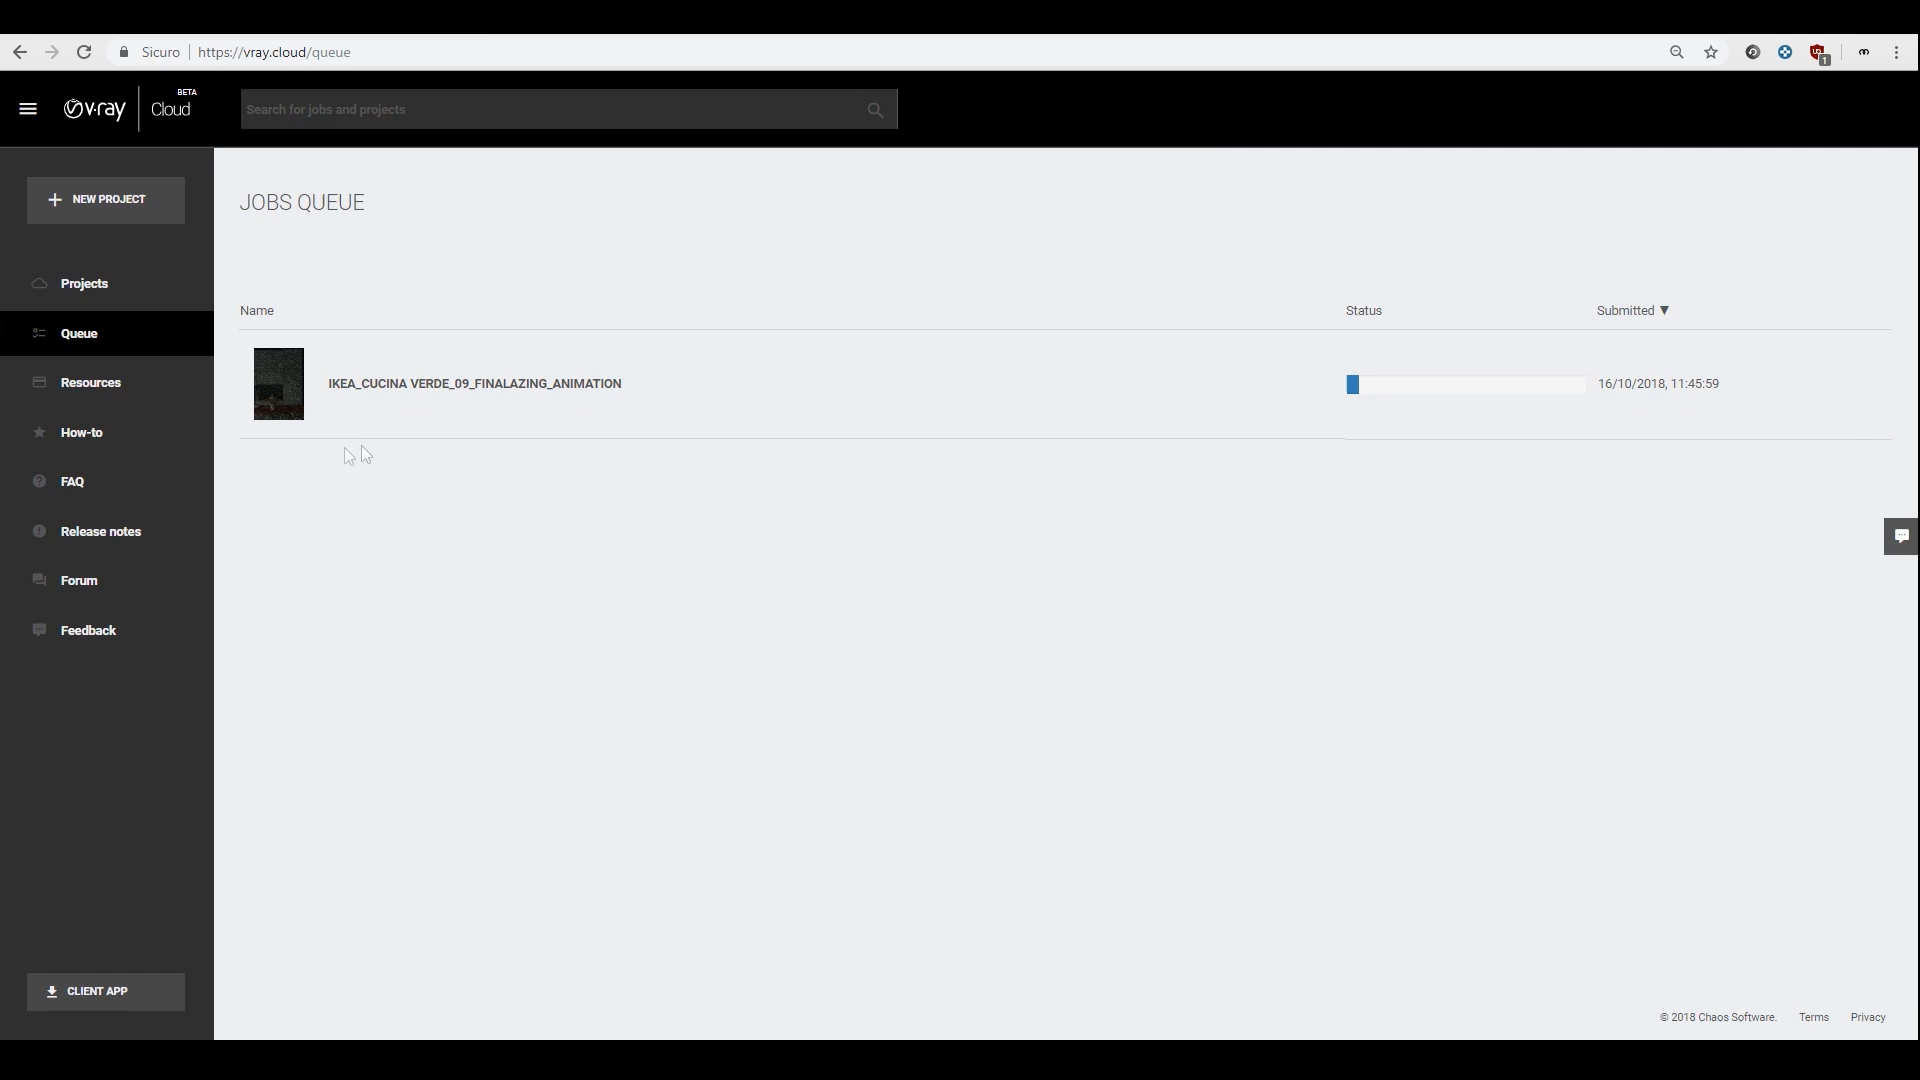 Sicuro https://vray.cloud/queue
1
v·ray Cloud BETA
Search for jobs and projects
NEW PROJECT
Projects
Queue
Resources
How-to
FAQ
Release notes
Forum
Feedback
CLIENT APP
JOBS QUEUE
Name Status Submitted ▼
IKEA_CUCINA VERDE_09_FINALAZING_ANIMATION 16/10/2018, 11:45:59
© 2018 Chaos Software. Terms Privacy